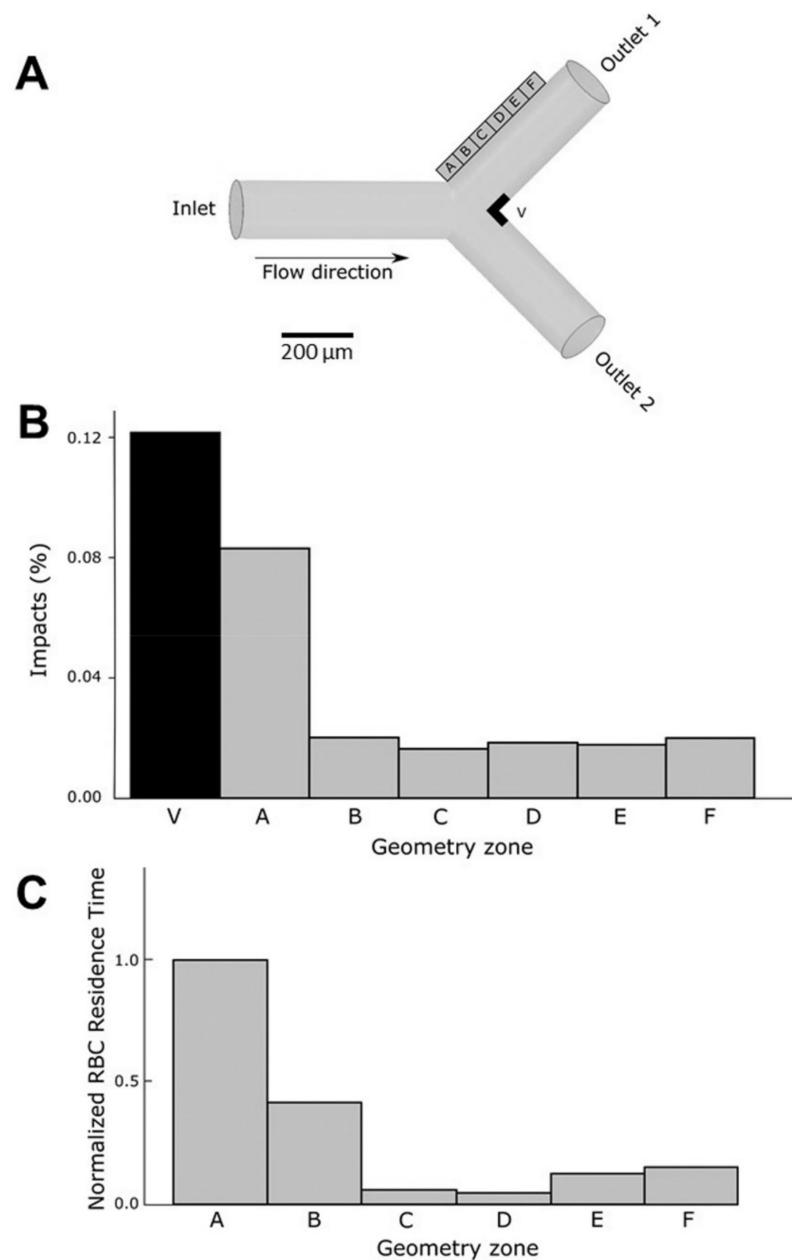 A
Outlet 1
A B C D E F
Inlet
V
Flow direction
200 μm
Outlet 2
B
0.12
0.08
0.04
0.00
Impacts (%)
V A B C D E F
Geometry zone
C
1.0
0.5
0.0
Normalized RBC Residence Time
A B C D E F
Geometry zone